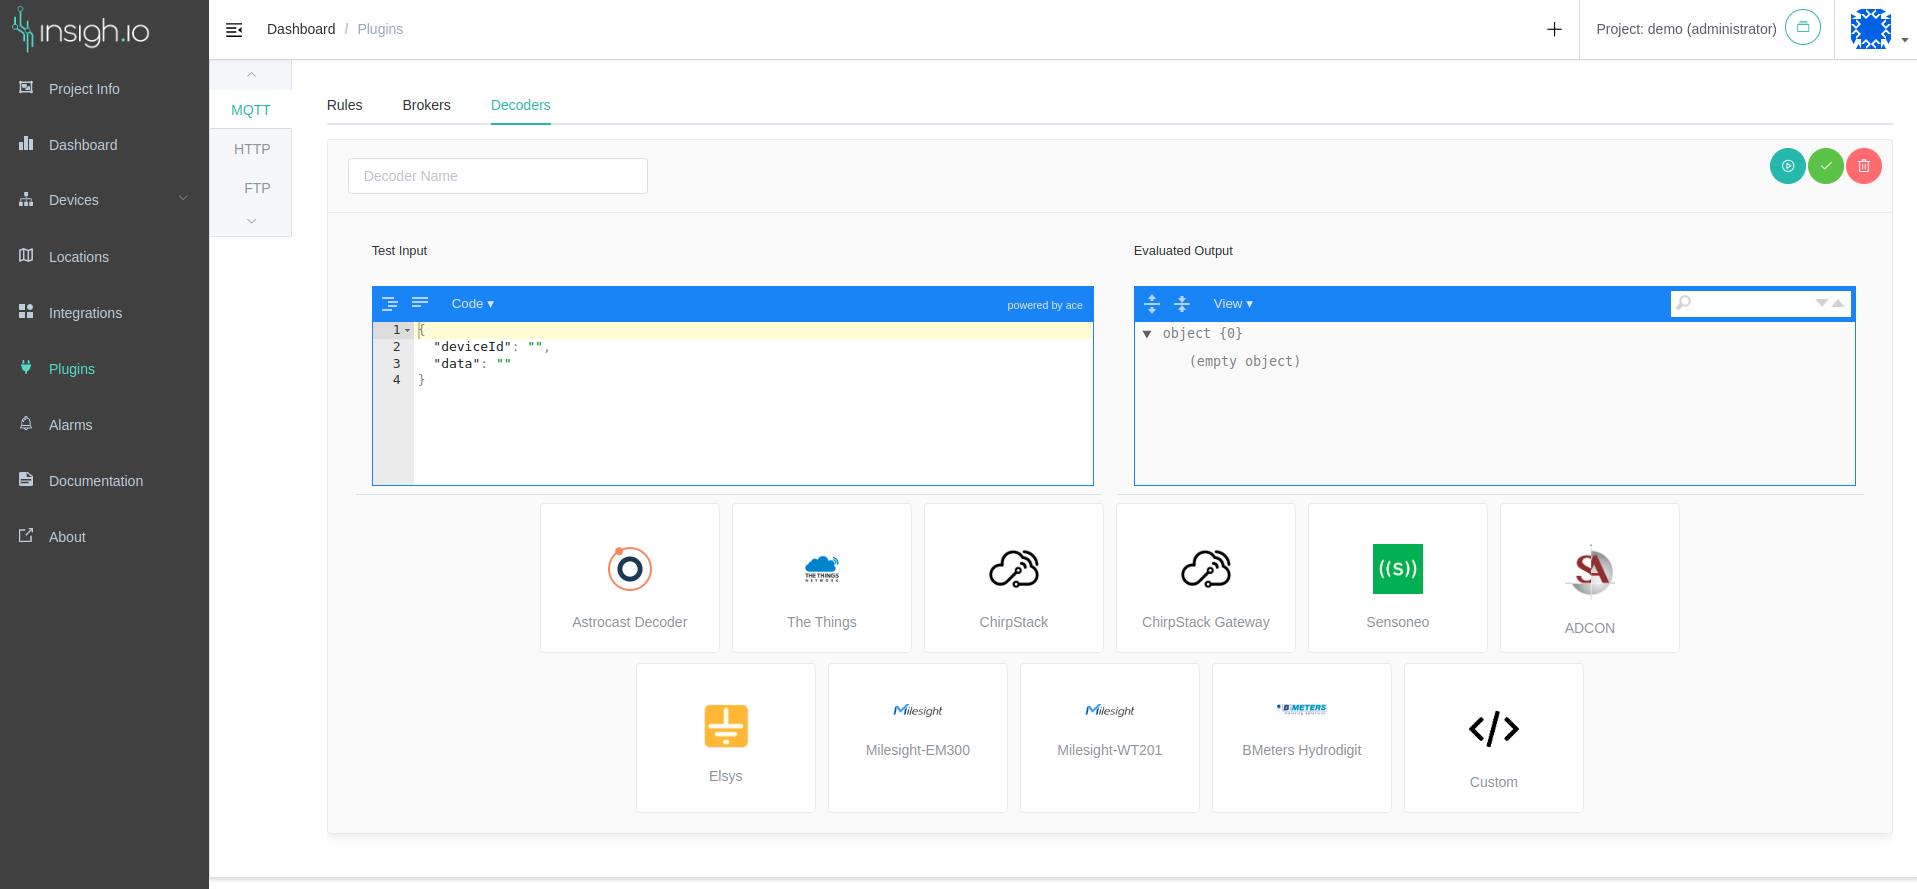 insigh.io
Dashboard / Plugins
Project: demo (administrator)
Project Info
Dashboard
Devices
Locations
Integrations
Plugins
Alarms
Documentation
About
MQTT
HTTP
FTP
Rules
Brokers
Decoders
Decoder Name
Test Input
Code ▾
powered by ace
1 {
2 "deviceId": "",
3 "data": ""
4 }
Evaluated Output
View ▾
▼ object {0}
(empty object)
Astrocast Decoder
THE THINGS
NETWORK
The Things
ChirpStack
ChirpStack Gateway
((S))
Sensoneo
SA
ADCON
Elsys
Milesight
Milesight-EM300
Milesight
Milesight-WT201
B METERS
BMeters Hydrodigit
</>
Custom